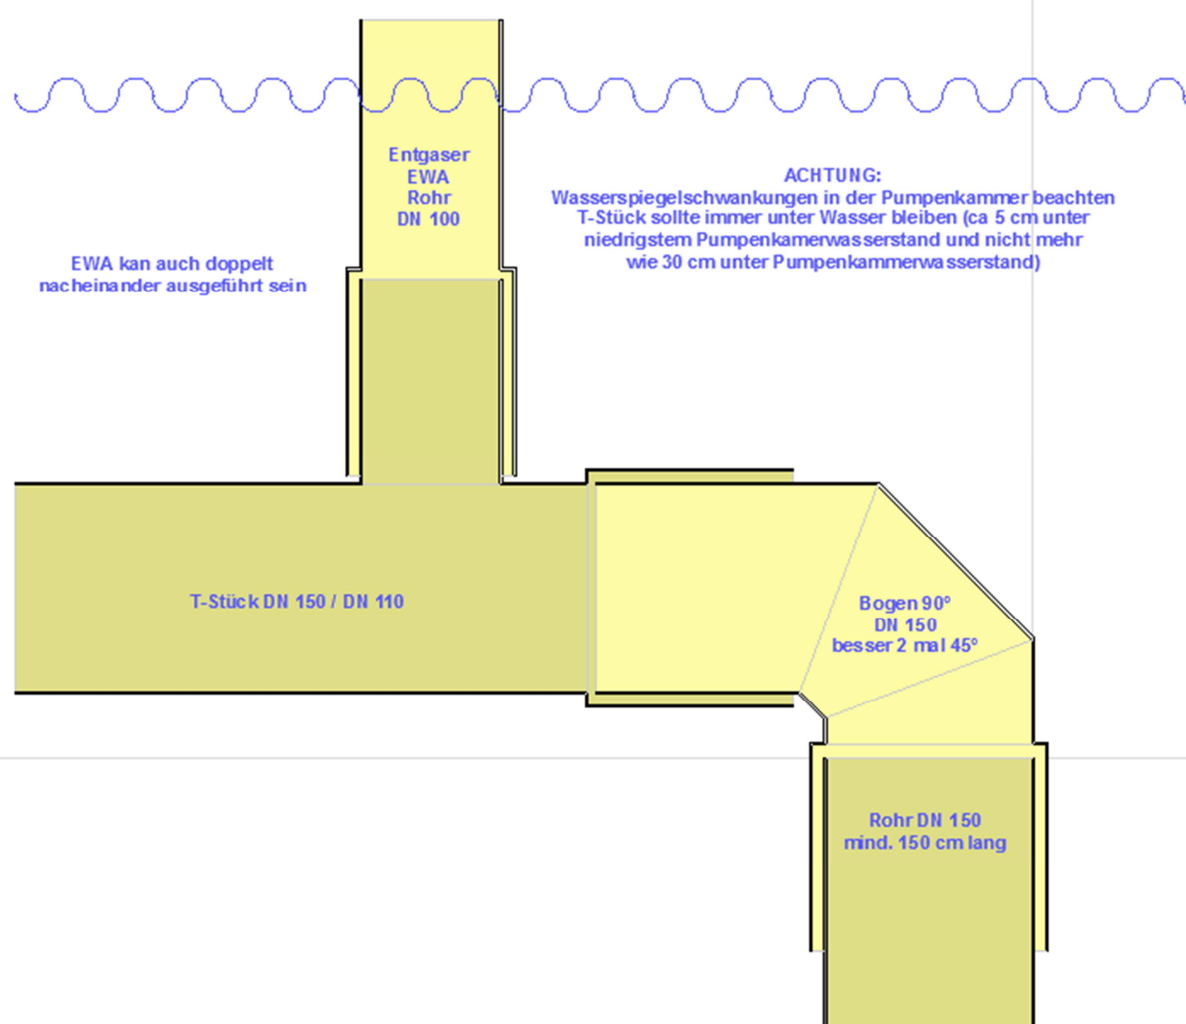 Entgaser
EWA
Rohr
DN 100
ACHTUNG:
Wasserspiegelschwankungen in der Pumpenkammer beachten
T-Stück sollte immer unter Wasser bleiben (ca 5 cm unter
niedrigstem Pumpenkamerwasserstand und nicht mehr
wie 30 cm unter Pumpenkammerwasserstand)
EWA kan auch doppelt
nacheinander ausgeführt sein
T-Stück DN 150 / DN 110
Bogen 90°
DN 150
besser 2 mal 45°
Rohr DN 150
mind. 150 cm lang